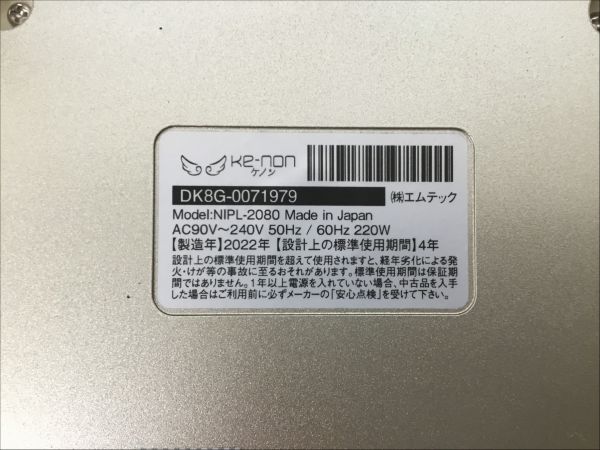 Ke-non
ケノン
DK8G-0071979
㈱エムテック
Model:NIPL-2080 Made in Japan
AC90V～240V 50Hz / 60Hz 220W
【製造年】2022年 【設計上の標準使用期間】4年
設計上の標準使用期間を超えて使用されますと、経年劣化による発
火・けが等の事故に至るおそれがあります。標準使用期間は保証期
間ではありません。1年以上電源を入れていない場合、中古品を入手
した場合はご利用前に必ずメーカーの「安心点検」を受けて下さい。